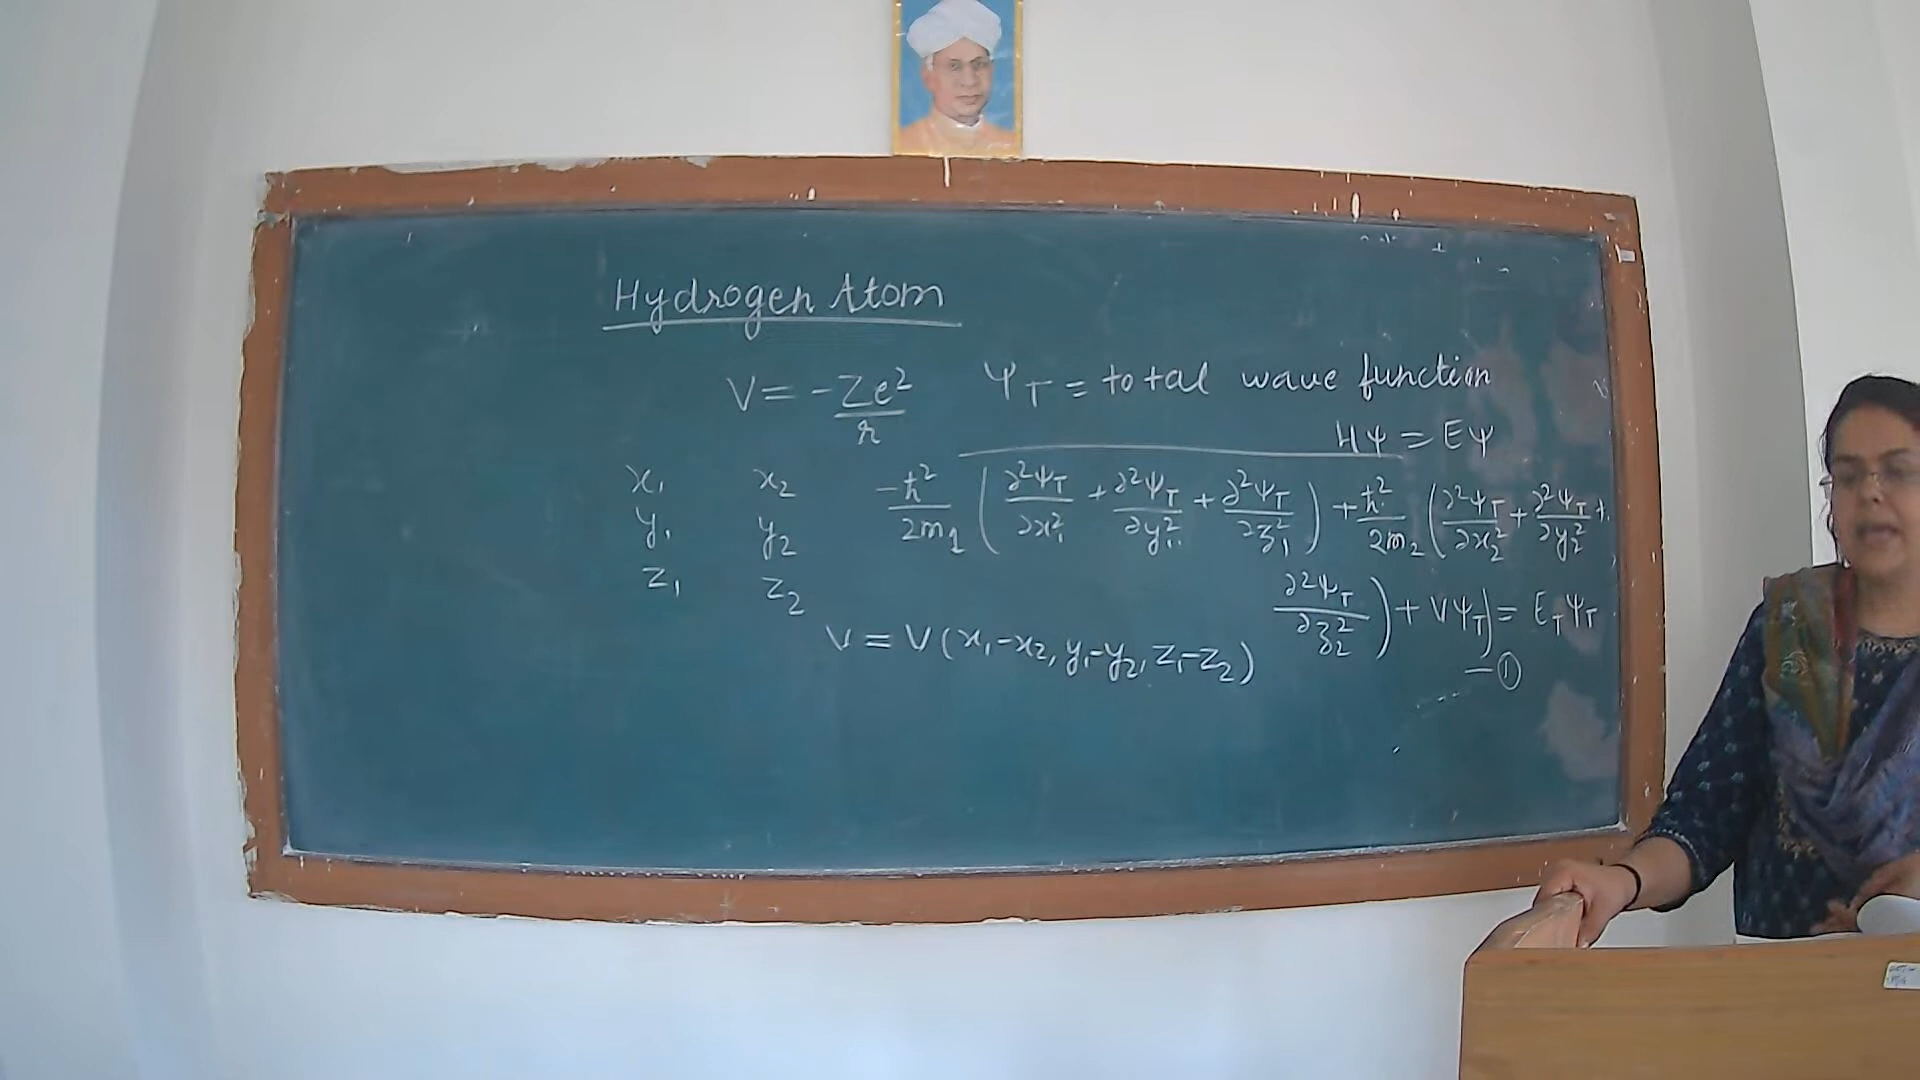 Hydrogen Atom
V = -Ze²/r
Ψ_T = total wave function
HΨ = EΨ
x₁ x₂
y₁ y₂
z₁ z₂
-ħ²/2m₁ (∂²Ψ_T/∂x₁² + ∂²Ψ_T/∂y₁² + ∂²Ψ_T/∂z₁²) + ħ²/2m₂ (∂²Ψ_T/∂x₂² + ∂²Ψ_T/∂y₂² +
∂²Ψ_T/∂z₂²) + VΨ_T) = E_TΨ_T
V = V(x₁-x₂, y₁-y₂, z₁-z₂)
-①